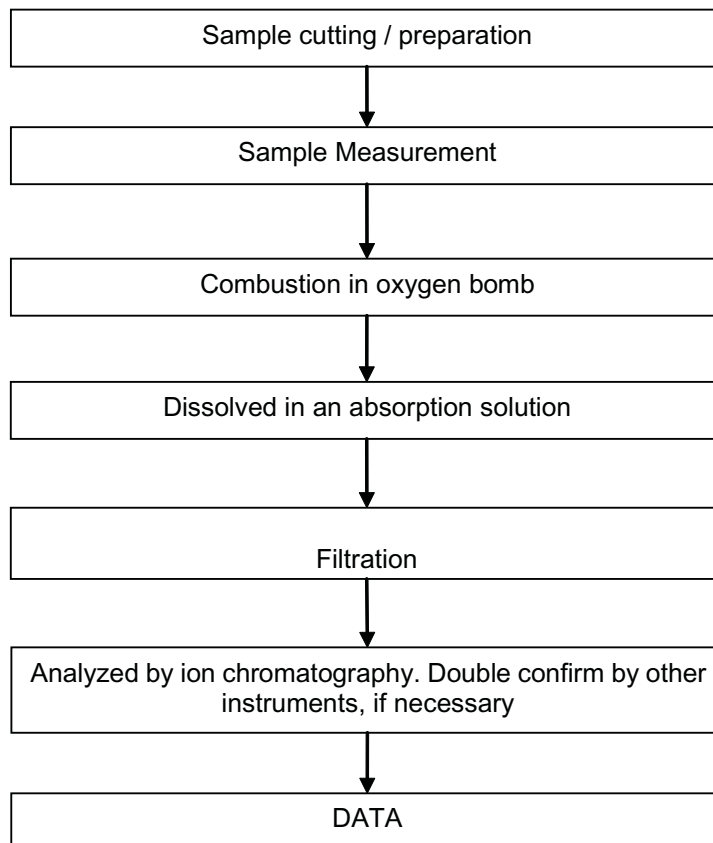 Sample cutting / preparation
Sample Measurement
Combustion in oxygen bomb
Dissolved in an absorption solution
Filtration
Analyzed by ion chromatography. Double confirm by other
instruments, if necessary
DATA